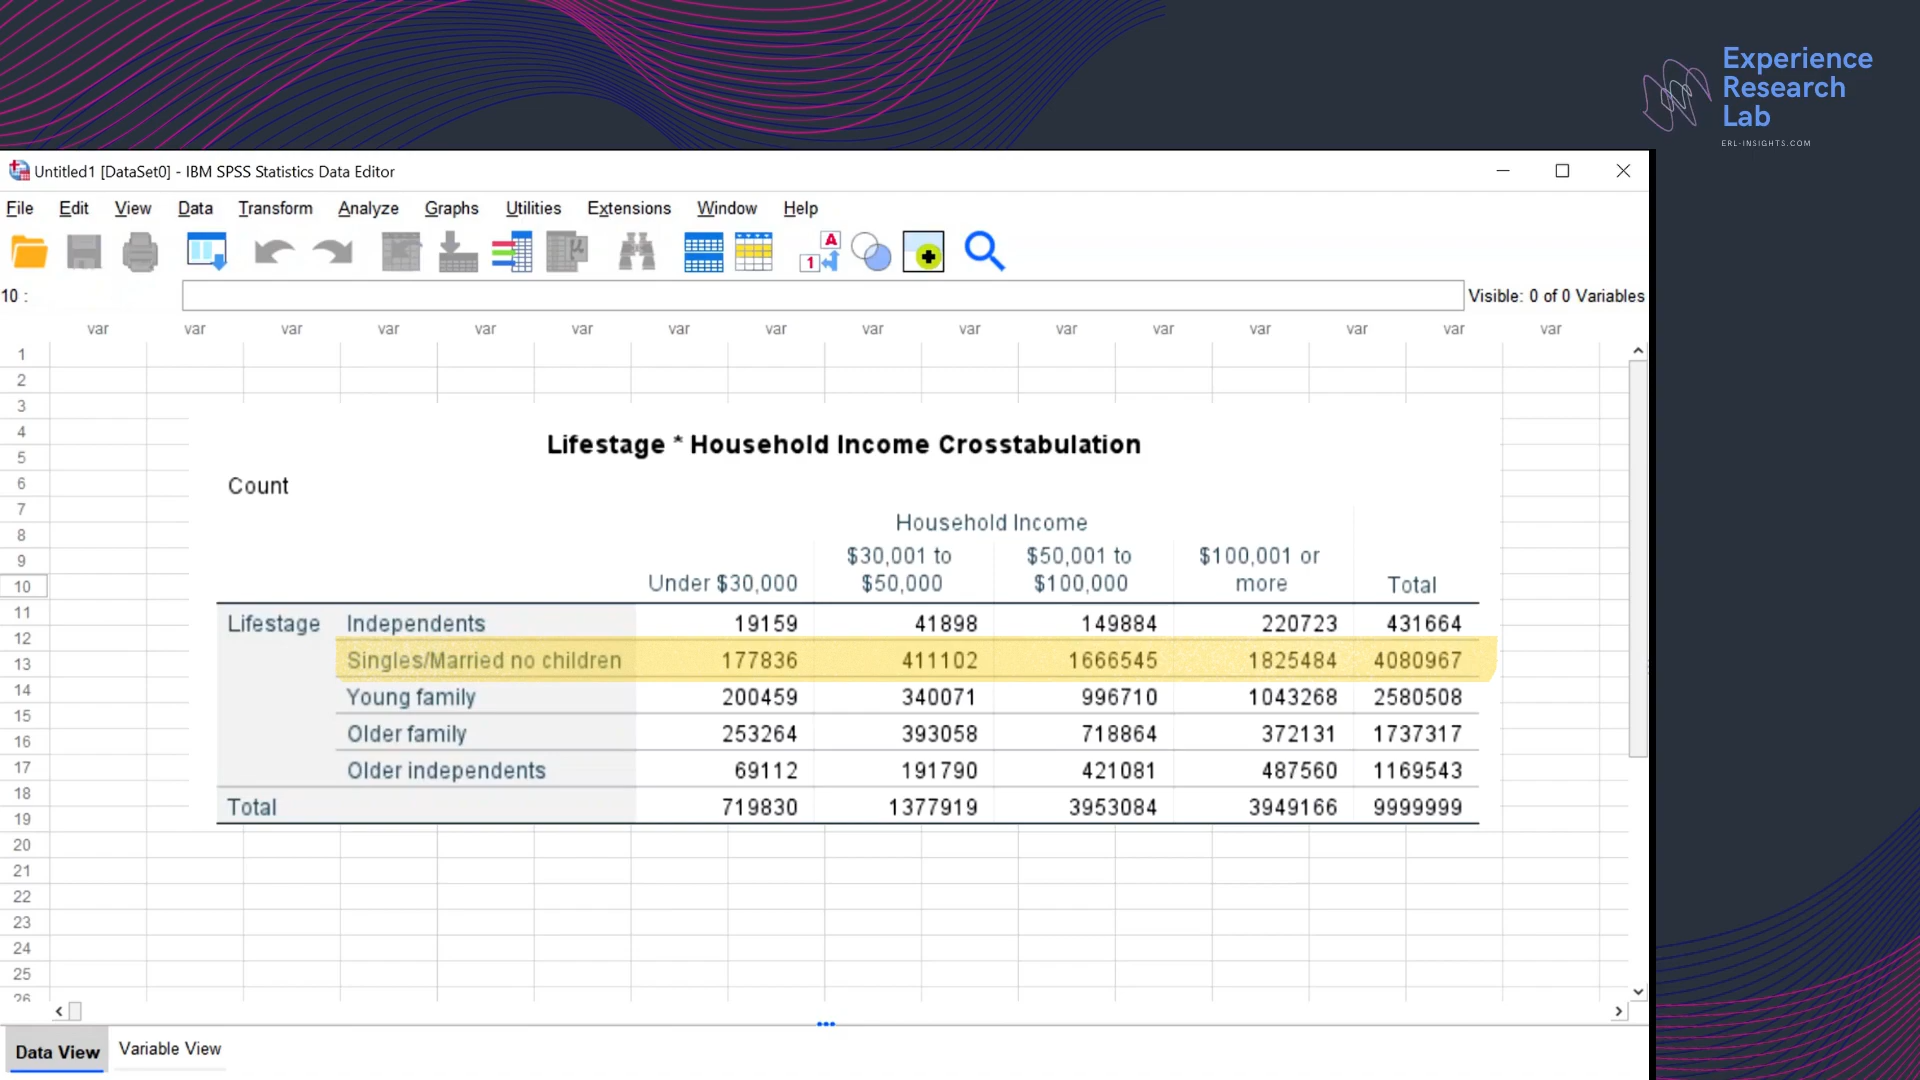 Experience
Research
Lab
ERL-INSIGHTS.COM
Untitled1 [DataSet0] - IBM SPSS Statistics Data Editor
File Edit View Data Transform Analyze Graphs Utilities Extensions Window Help
A
1
μ
10 :
Visible: 0 of 0 Variables
var var var var var var var var var var var var var var var var
1
2
3
4
5
6
7
8
9
10
11
12
13
14
15
16
17
18
19
20
21
22
23
24
25
26
Lifestage * Household Income Crosstabulation
Count
Household Income
Under $30,000 $30,001 to $50,000 $50,001 to $100,000 $100,001 or more Total
Lifestage Independents 19159 41898 149884 220723 431664
Singles/Married no children 177836 411102 1666545 1825484 4080967
Young family 200459 340071 996710 1043268 2580508
Older family 253264 393058 718864 372131 1737317
Older independents 69112 191790 421081 487560 1169543
Total 719830 1377919 3953084 3949166 9999999
Data View Variable View